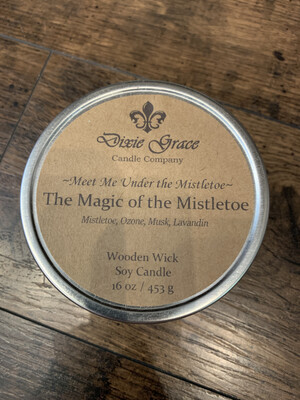 Dixie Grace
Candle Company
~Meet Me Under the Mistletoe~
The Magic of the Mistletoe
Mistletoe, Ozone, Musk, Lavandin
Wooden Wick
Soy Candle
16 oz / 453 g